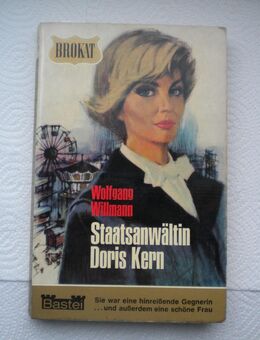 BROKAT
Wolfgang
Willmann
Staatsanwältin
Doris Kern
Bastei
Sie war eine hinreißende Gegnerin
...und außerdem eine schöne Frau